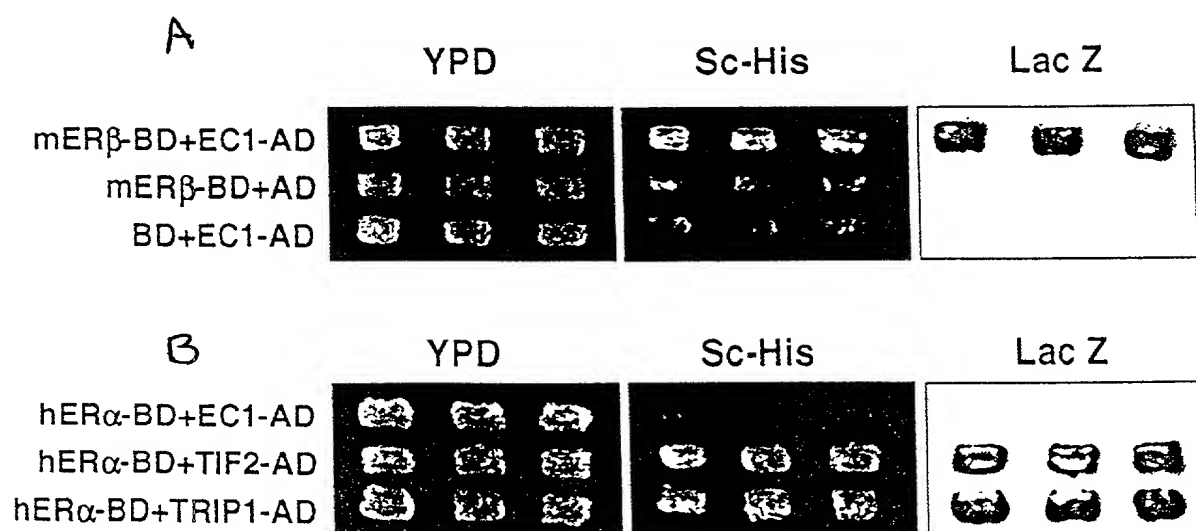 A
YPD Sc-His Lac Z
mERβ-BD+EC1-AD
mERβ-BD+AD
BD+EC1-AD
B
YPD Sc-His Lac Z
hERα-BD+EC1-AD
hERα-BD+TIF2-AD
hERα-BD+TRIP1-AD